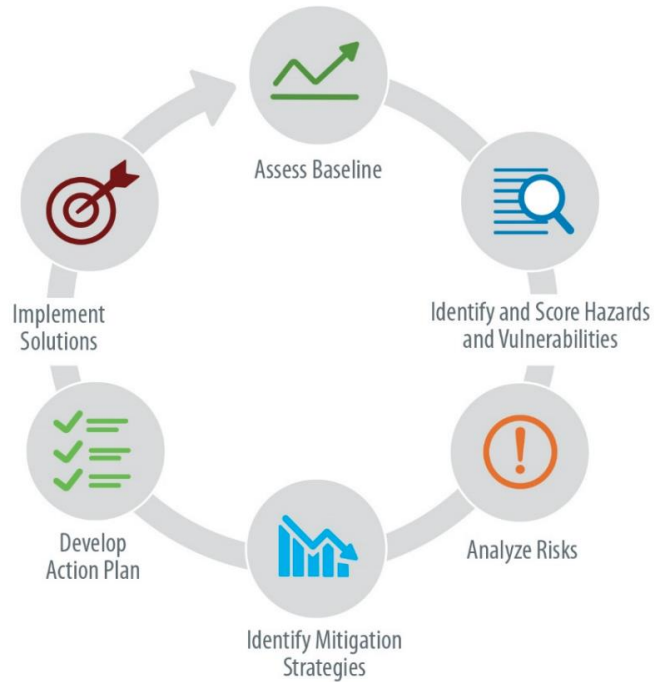 Assess Baseline
Identify and Score Hazards
and Vulnerabilities
Analyze Risks
Identify Mitigation
Strategies
Develop
Action Plan
Implement
Solutions